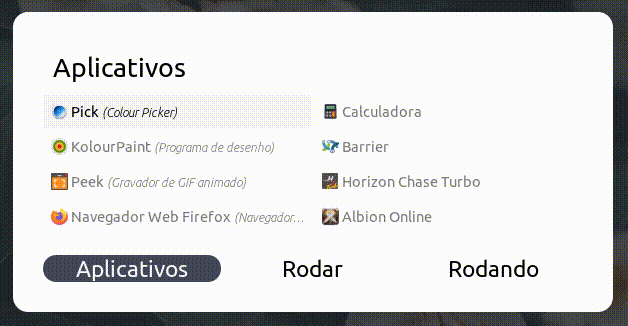 Aplicativos
Pick (Colour Picker)
Calculadora
KolourPaint (Programa de desenho)
Barrier
Peek (Gravador de GIF animado)
Horizon Chase Turbo
Navegador Web Firefox (Navegador...
Albion Online
Aplicativos
Rodar
Rodando